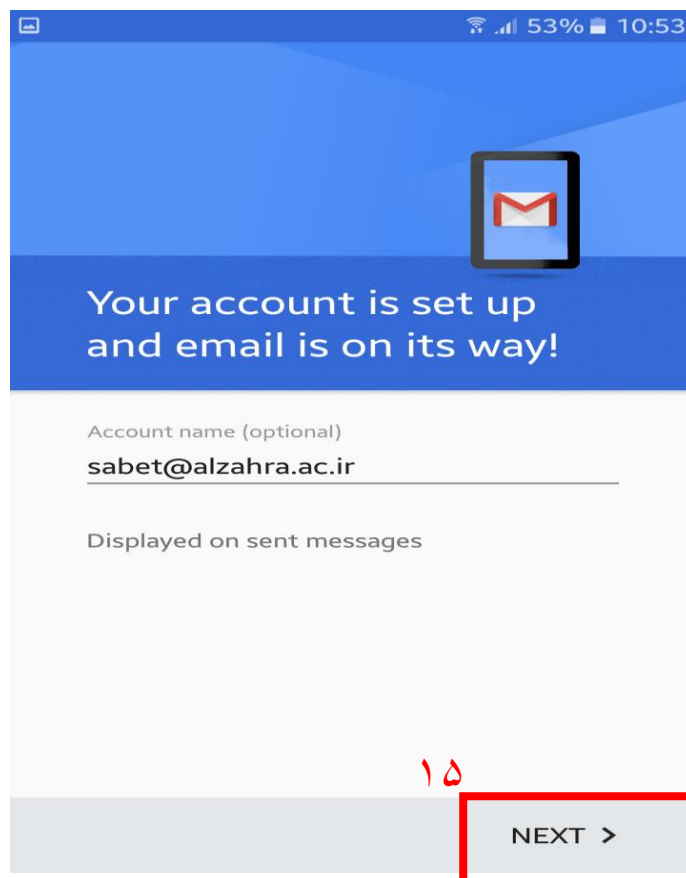 53% 10:53
Your account is set up
and email is on its way!
Account name (optional)
sabet@alzahra.ac.ir
Displayed on sent messages
۱۵
NEXT >